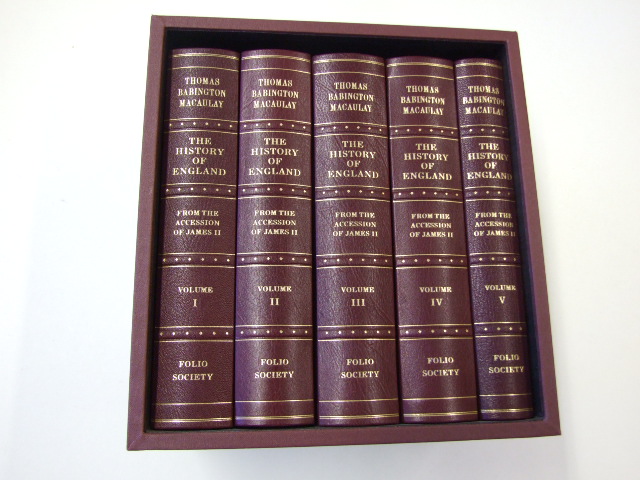 THOMAS
BABINGTON
MACAULAY
THE
HISTORY
OF
ENGLAND
FROM THE
ACCESSION
OF JAMES II
VOLUME
I
FOLIO
SOCIETY
THOMAS
BABINGTON
MACAULAY
THE
HISTORY
OF
ENGLAND
FROM THE
ACCESSION
OF JAMES II
VOLUME
II
FOLIO
SOCIETY
THOMAS
BABINGTON
MACAULAY
THE
HISTORY
OF
ENGLAND
FROM THE
ACCESSION
OF JAMES II
VOLUME
III
FOLIO
SOCIETY
THOMAS
BABINGTON
MACAULAY
THE
HISTORY
OF
ENGLAND
FROM THE
ACCESSION
OF JAMES II
VOLUME
IV
FOLIO
SOCIETY
THOMAS
BABINGTON
MACAULAY
THE
HISTORY
OF
ENGLAND
FROM THE
ACCESSION
OF JAMES II
VOLUME
V
FOLIO
SOCIETY